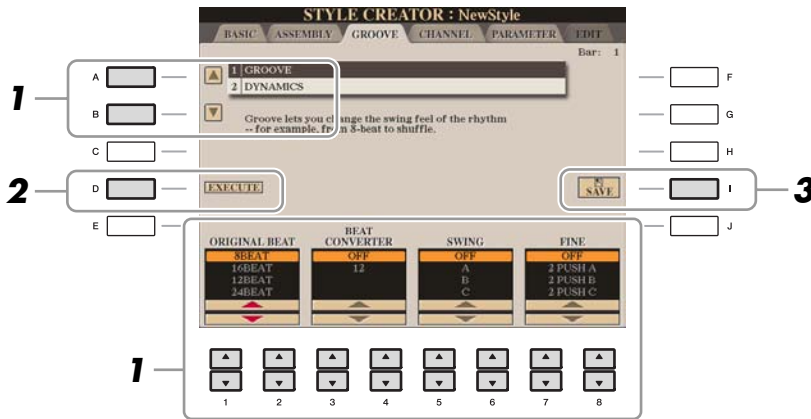 STYLE CREATOR : NewStyle
BASIC ASSEMBLY GROOVE CHANNEL PARAMETER EDIT
Bar: 1
1 GROOVE
2 DYNAMICS
Groove lets you change the swing feel of the rhythm
-- for example, from 8-beat to shuffle.
EXECUTE
SAVE
ORIGINAL BEAT
8BEAT
16BEAT
12BEAT
24BEAT
BEAT
CONVERTER
OFF
12
SWING
OFF
A
B
C
FINE
OFF
2 PUSH A
2 PUSH B
2 PUSH C
A
B
C
D
E
F
G
H
I
J
1
2
3
1
1 2 3 4 5 6 7 8